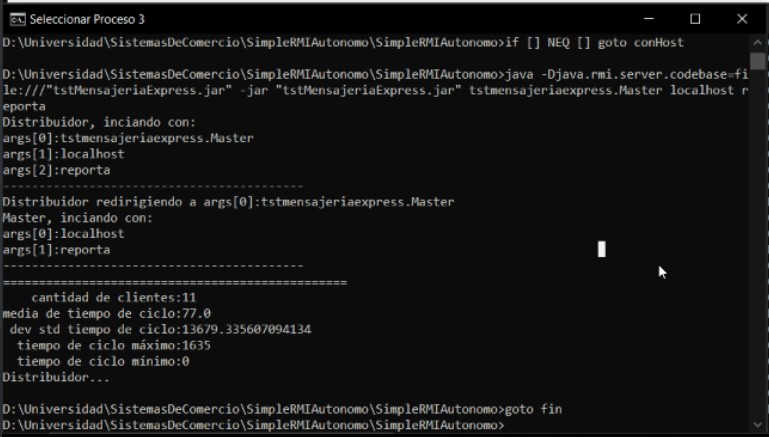 Seleccionar Proceso 3
D:\Universidad\SistemasDeComercio\SimpleRMIAutonomo\SimpleRMIAutonomo>if [] NEQ [] goto conHost
D:\Universidad\SistemasDeComercio\SimpleRMIAutonomo\SimpleRMIAutonomo>java -Djava.rmi.server.codebase=fi
le:///"tstMensajeriaExpress.jar" -jar "tstMensajeriaExpress.jar" tstmensajeriaexpress.Master localhost r
eporta
Distribuidor, inciando con:
args[0]:tstmensajeriaexpress.Master
args[1]:localhost
args[2]:reporta
-----------------------------------------
Distribuidor redirigiendo a args[0]:tstmensajeriaexpress.Master
Master, inciando con:
args[0]:localhost
args[1]:reporta
-----------------------------------------
===============================================
cantidad de clientes:11
media de tiempo de ciclo:77.0
dev std tiempo de ciclo:13679.335607094134
tiempo de ciclo máximo:1635
tiempo de ciclo mínimo:0
Distribuidor...
D:\Universidad\SistemasDeComercio\SimpleRMIAutonomo\SimpleRMIAutonomo>goto fin
D:\Universidad\SistemasDeComercio\SimpleRMIAutonomo\SimpleRMIAutonomo>